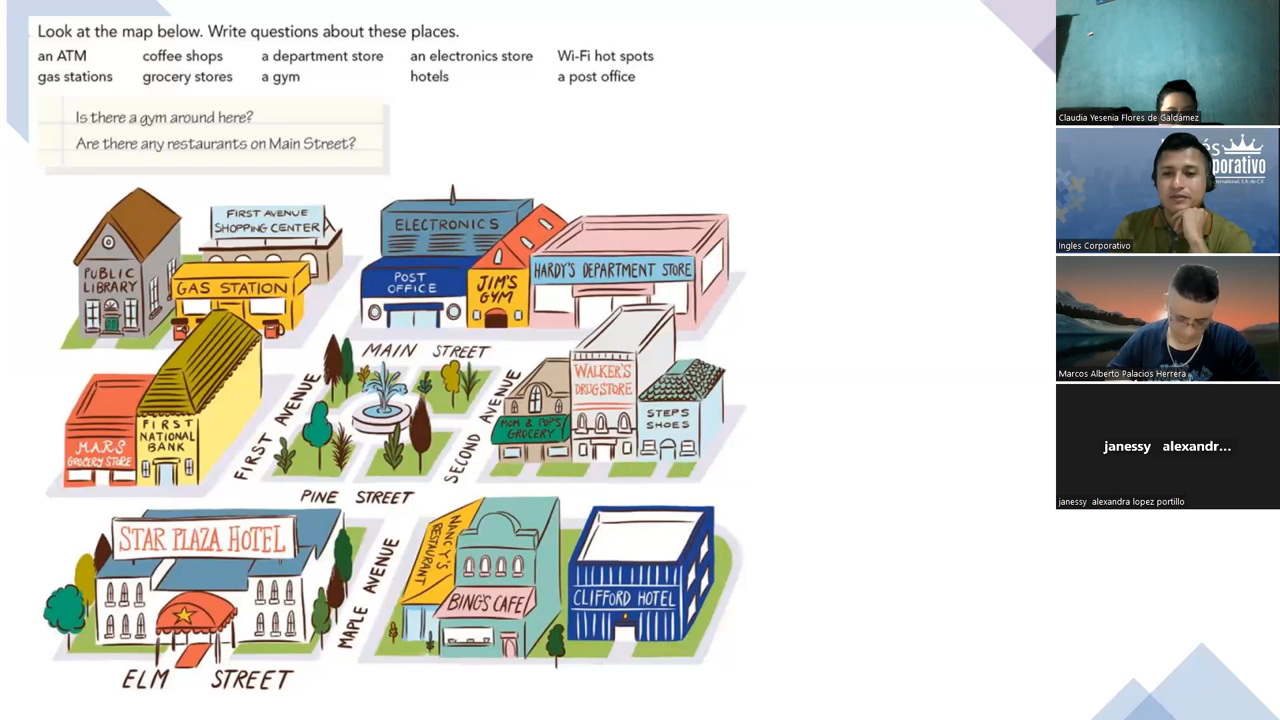 Look at the map below. Write questions about these places.
an ATM coffee shops a department store an electronics store Wi-Fi hot spots
gas stations grocery stores a gym hotels a post office
Is there a gym around here?
Are there any restaurants on Main Street?
FIRST AVENUE
SHOPPING CENTER
ELECTRONICS
PUBLIC
LIBRARY
GAS STATION
POST
OFFICE
JIM'S
GYM
HARDY'S DEPARTMENT STORE
MAIN STREET
MARS
GROCERY STORE
FIRST
NATIONAL
BANK
FIRST AVENUE
SECOND AVENUE
MOM & POP'S
GROCERY
WALKER'S
DRUG STORE
STEPS
SHOES
PINE STREET
STAR PLAZA HOTEL
MAPLE AVENUE
NANCY'S
RESTAURANT
BING'S CAFE
CLIFFORD HOTEL
ELM STREET
Claudia Yesenia Flores de Galdámez
és
rporativo
International, S.A. de C.V.
Ingles Corporativo
Marcos Alberto Palacios Herrera
janessy alexandr...
janessy alexandra lopez portillo